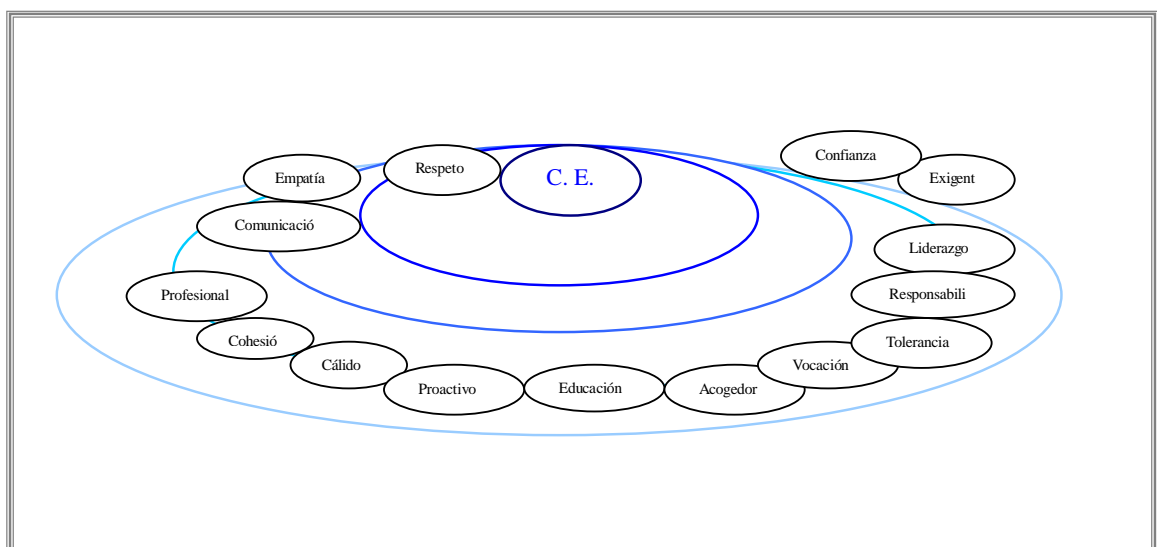 C. E.
Respeto
Empatía
Comunicació
Profesional
Cohesió
Cálido
Proactivo
Educación
Acogedor
Vocación
Tolerancia
Responsabili
Liderazgo
Exigent
Confianza